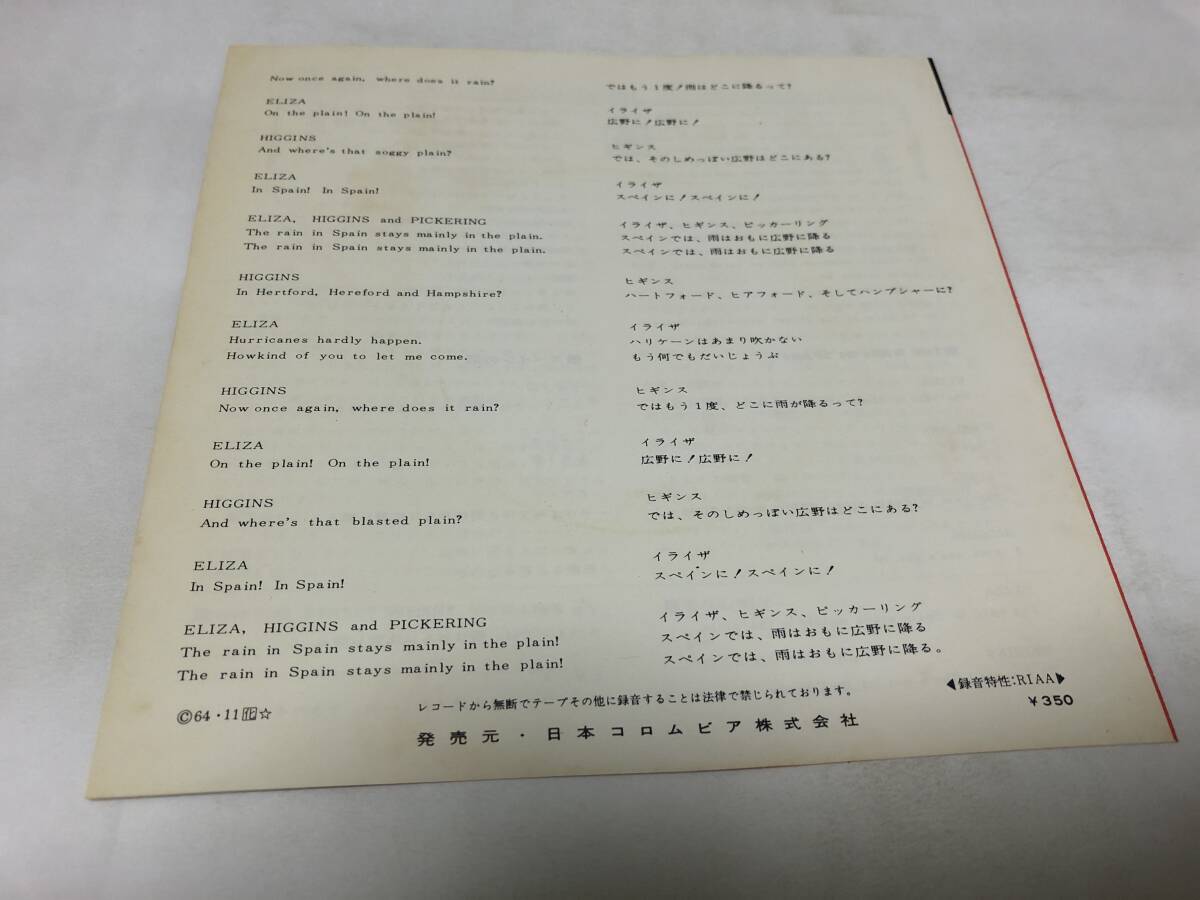 Now once again, where does it rain?
ELIZA
On the plain! On the plain!
HIGGINS
And where's that soggy plain?
ELIZA
In Spain! In Spain!
ELIZA, HIGGINS and PICKERING
The rain in Spain stays mainly in the plain.
The rain in Spain stays mainly in the plain.
HIGGINS
In Hertford, Hereford and Hampshire?
ELIZA
Hurricanes hardly happen.
Howkind of you to let me come.
HIGGINS
Now once again, where does it rain?
ELIZA
On the plain! On the plain!
HIGGINS
And where's that blasted plain?
ELIZA
In Spain! In Spain!
ELIZA, HIGGINS and PICKERING
The rain in Spain stays mainly in the plain!
The rain in Spain stays mainly in the plain!
ではもう1度!雨はどこに降るって?
イライザ
広野に!広野に!
ヒギンス
では、そのしめっぽい広野はどこにある?
イライザ
スペインに!スペインに!
イライザ、ヒギンス、ピッカーリング
スペインでは、雨はおもに広野に降る
スペインでは、雨はおもに広野に降る
ヒギンス
ハートフォード、ヒアフォード、そしてハンプシャーに?
イライザ
ハリケーンはあまり吹かない
もう何でもだいじょうぶ
ヒギンス
ではもう1度、どこに雨が降るって?
イライザ
広野に!広野に!
ヒギンス
では、そのしめっぽい広野はどこにある?
イライザ
スペインに!スペインに!
イライザ、ヒギンス、ピッカーリング
スペインでは、雨はおもに広野に降る
スペインでは、雨はおもに広野に降る。
◀録音特性:RIAA▶
レコードから無断でテープその他に録音することは法律で禁じられております。
¥350
©64・11☆
発売元・日本コロムビア株式会社